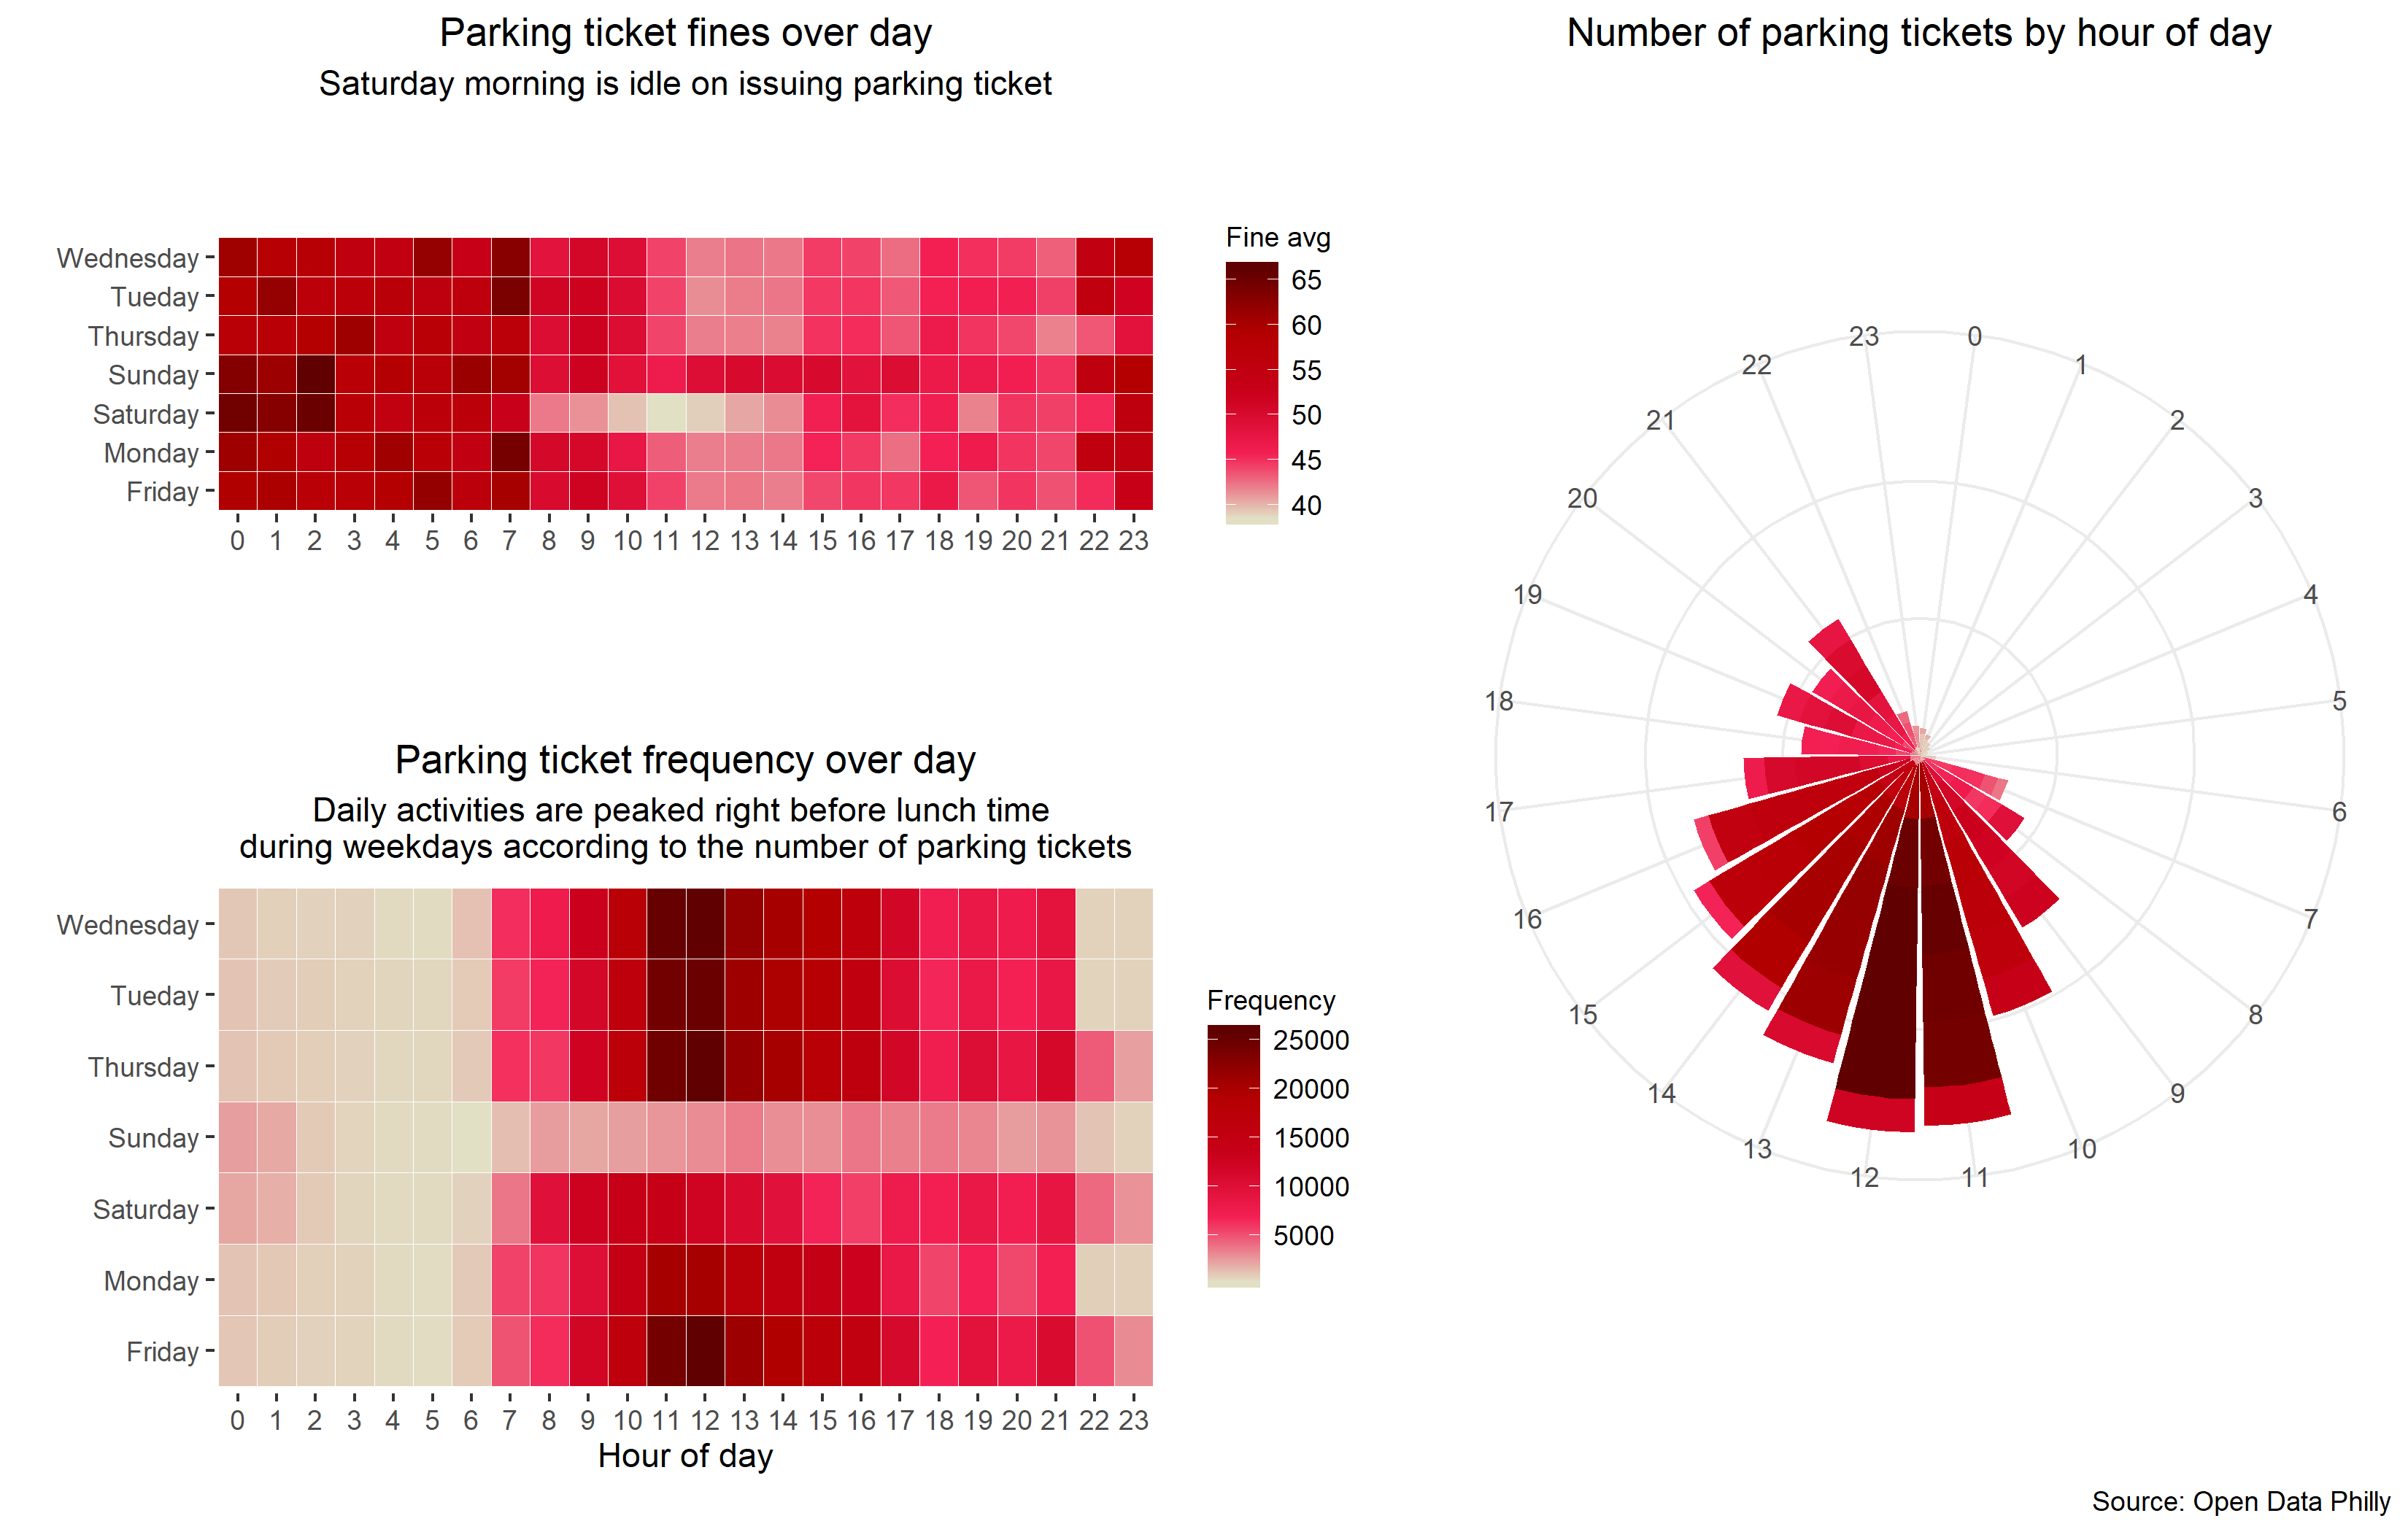 Parking ticket fines over day
Saturday morning is idle on issuing parking ticket
Wednesday
Tueday
Thursday
Sunday
Saturday
Monday
Friday
0 1 2 3 4 5 6 7 8 9 10 11 12 13 14 15 16 17 18 19 20 21 22 23
Fine avg
65
60
55
50
45
40
Parking ticket frequency over day
Daily activities are peaked right before lunch time
during weekdays according to the number of parking tickets
Wednesday
Tueday
Thursday
Sunday
Saturday
Monday
Friday
0 1 2 3 4 5 6 7 8 9 10 11 12 13 14 15 16 17 18 19 20 21 22 23
Hour of day
Frequency
25000
20000
15000
10000
5000
Number of parking tickets by hour of day
0
1
2
3
4
5
6
7
8
9
10
11
12
13
14
15
16
17
18
19
20
21
22
23
Source: Open Data Philly